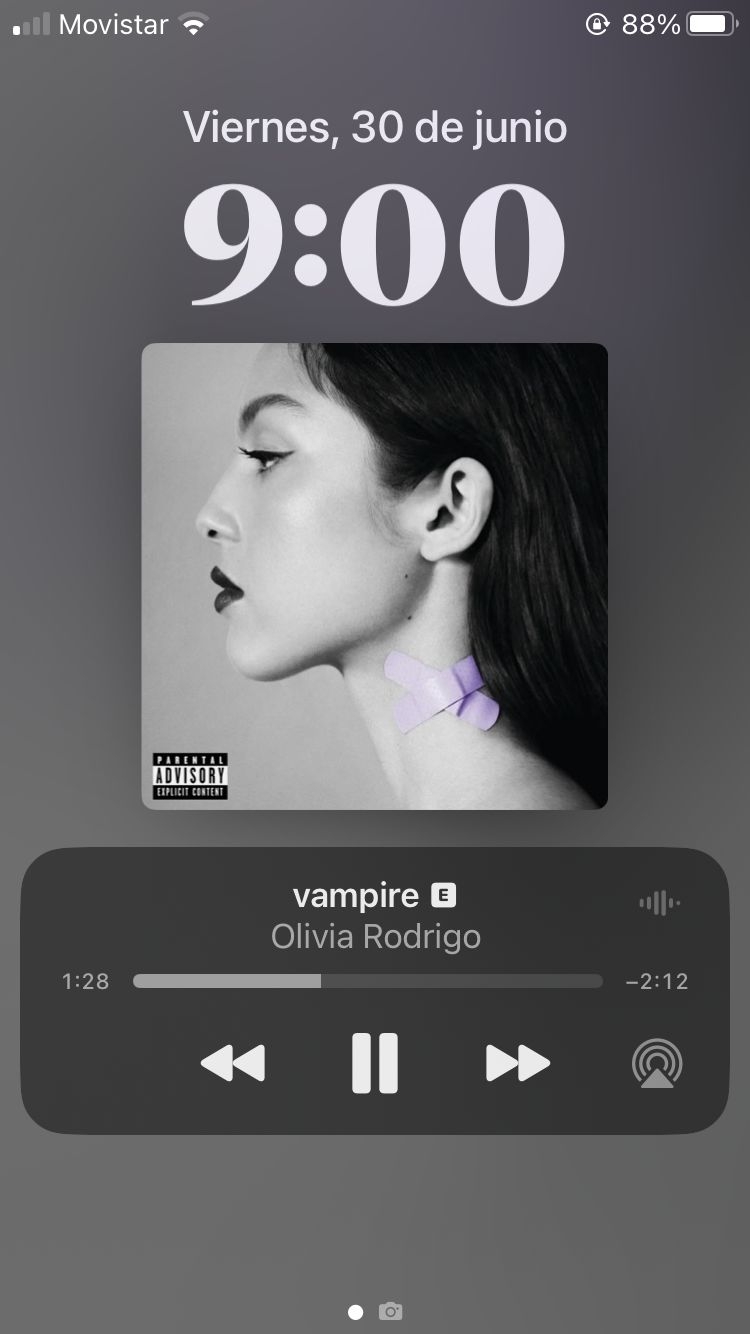 Movistar 88%
Viernes, 30 de junio
9:00
PARENTAL
ADVISORY
EXPLICIT CONTENT
vampire E
Olivia Rodrigo
1:28 –2:12